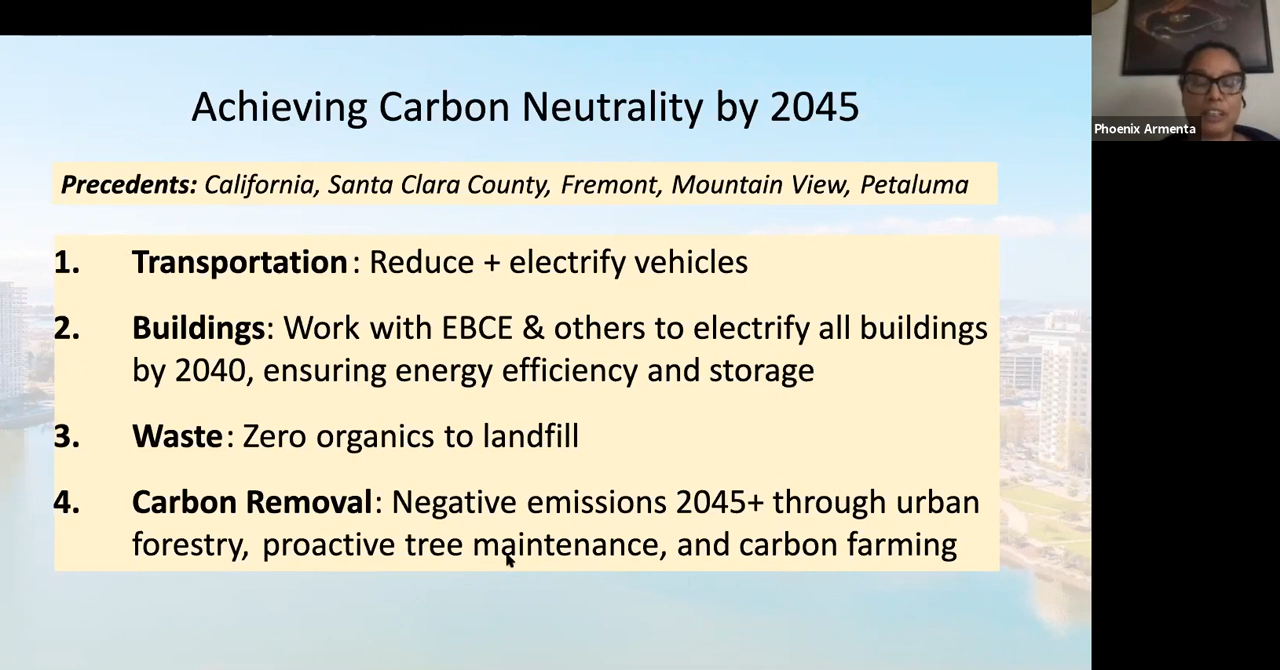 Achieving Carbon Neutrality by 2045
Precedents: California, Santa Clara County, Fremont, Mountain View, Petaluma
1. Transportation: Reduce + electrify vehicles
2. Buildings: Work with EBCE & others to electrify all buildings
by 2040, ensuring energy efficiency and storage
3. Waste: Zero organics to landfill
4. Carbon Removal: Negative emissions 2045+ through urban
forestry, proactive tree maintenance, and carbon farming
Phoenix Armenta